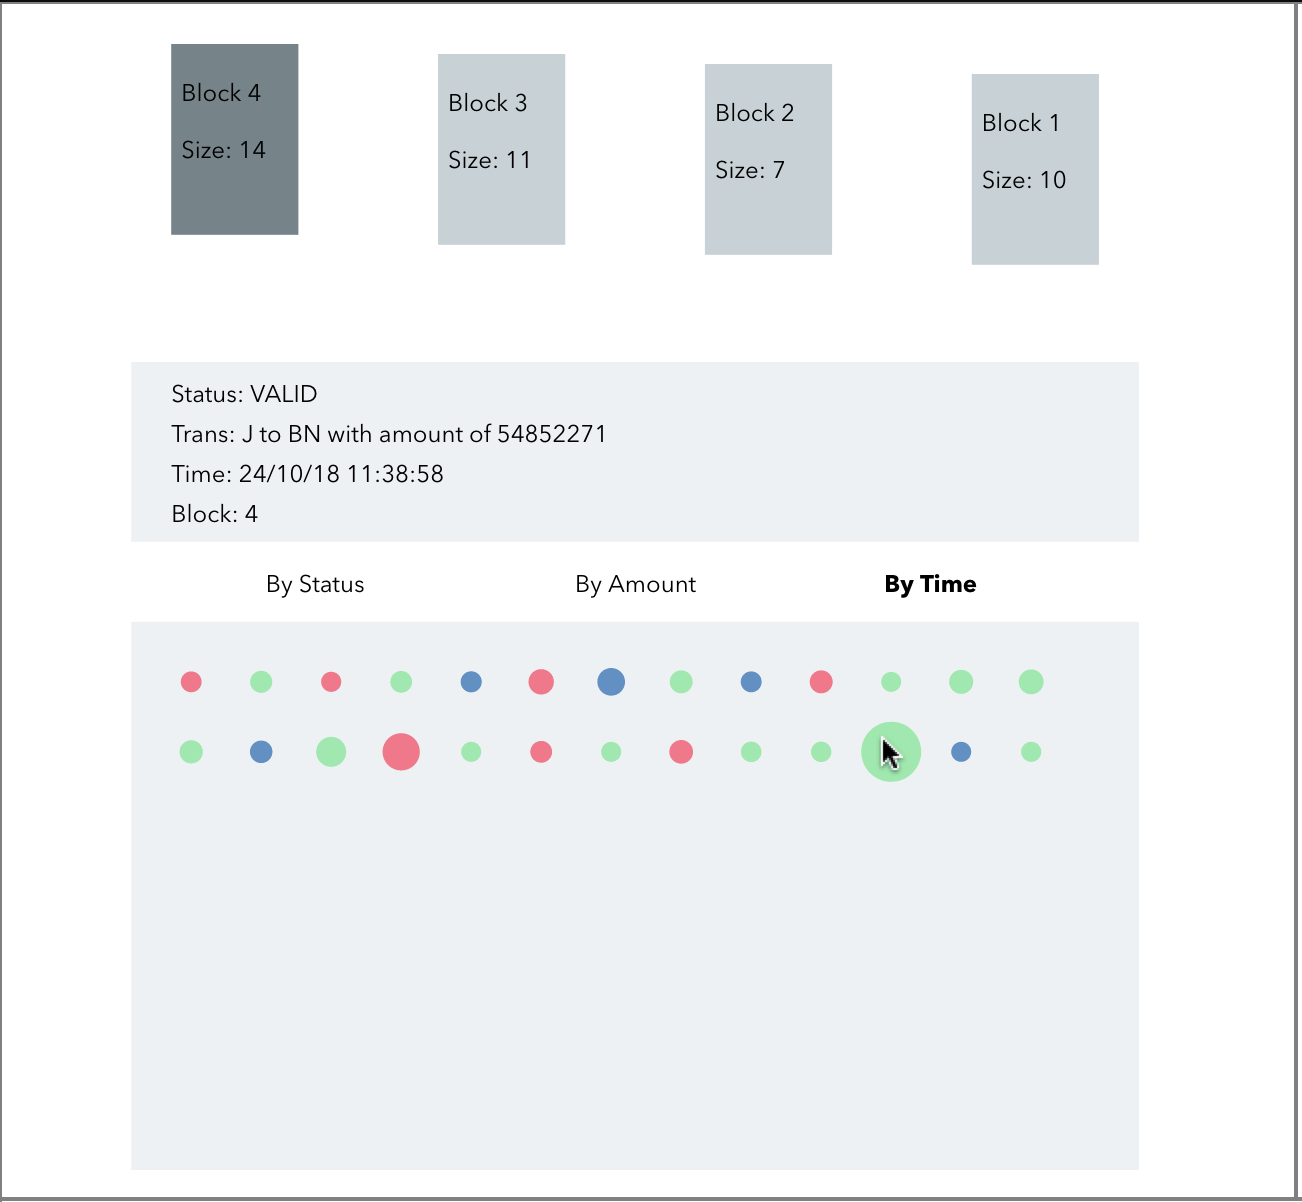 Block 4
Size: 14
Block 3
Size: 11
Block 2
Size: 7
Block 1
Size: 10
Status: VALID
Trans: J to BN with amount of 54852271
Time: 24/10/18 11:38:58
Block: 4
By Status
By Amount
By Time